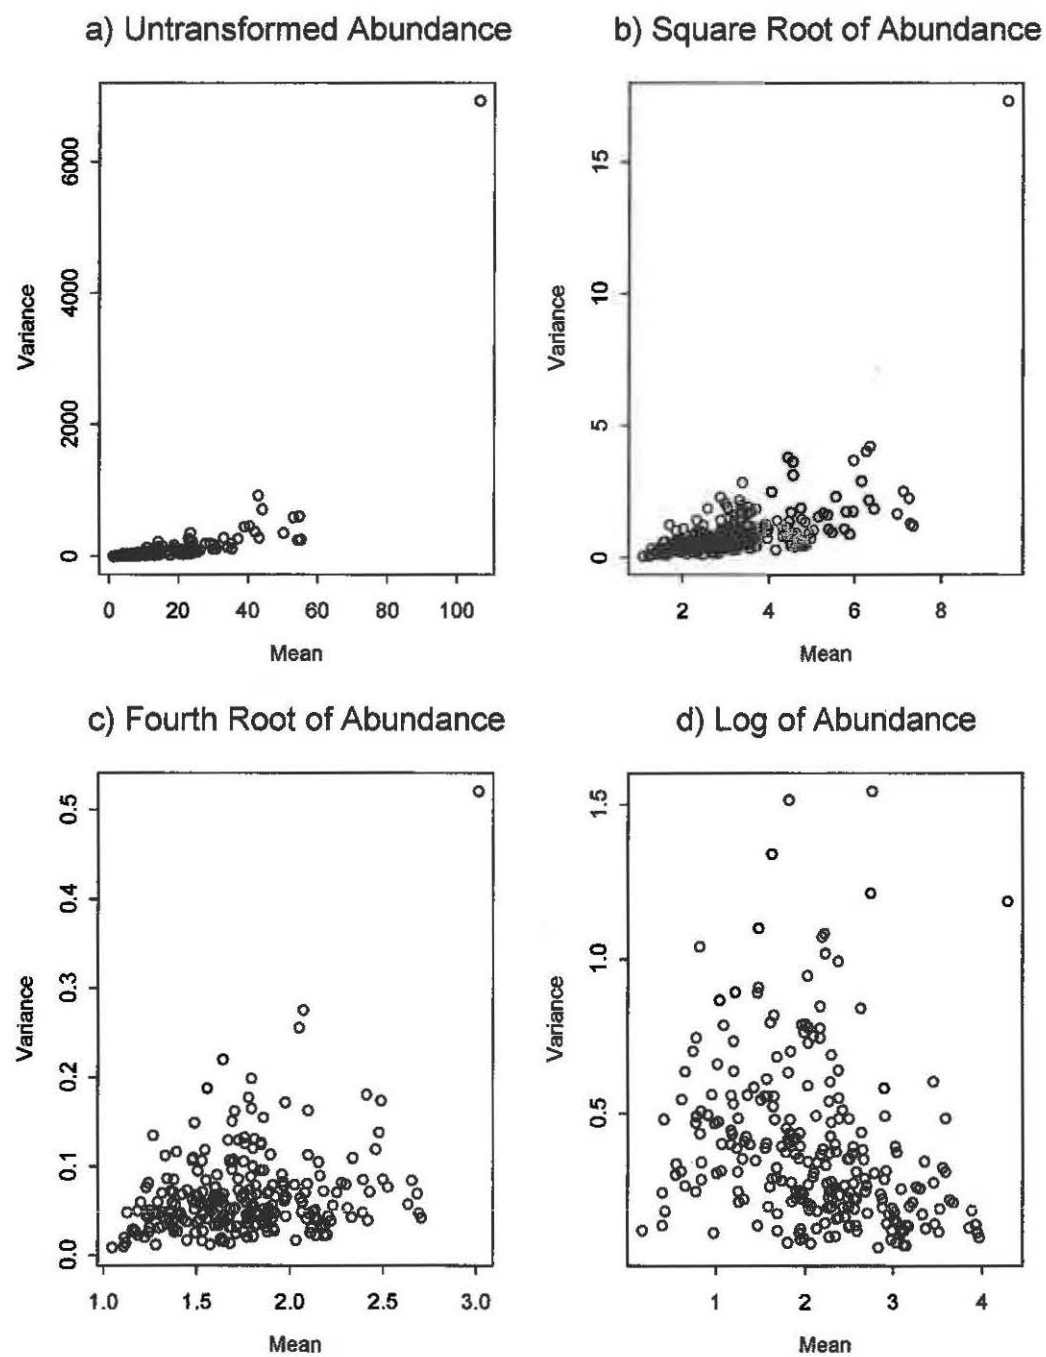 a) Untransformed Abundance
Variance
0
2000
4000
6000
0 20 40 60 80 100
Mean
b) Square Root of Abundance
Variance
0
5
10
15
2 4 6 8
Mean
c) Fourth Root of Abundance
Variance
0.0
0.1
0.2
0.3
0.4
0.5
1.0 1.5 2.0 2.5 3.0
Mean
d) Log of Abundance
Variance
0.5
1.0
1.5
1 2 3 4
Mean